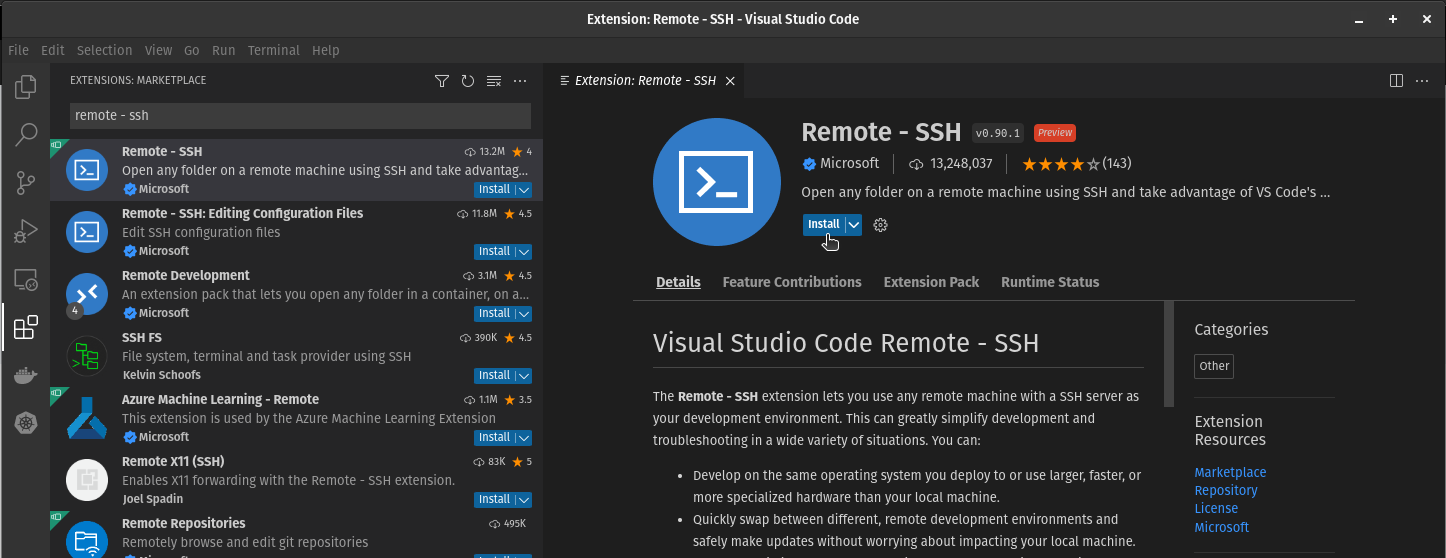 Extension: Remote - SSH - Visual Studio Code
File Edit Selection View Go Run Terminal Help
EXTENSIONS: MARKETPLACE
remote - ssh
Remote - SSH 13.2M ★ 4
Open any folder on a remote machine using SSH and take advantag...
Microsoft Install
Remote - SSH: Editing Configuration Files 11.8M ★ 4.5
Edit SSH configuration files
Microsoft Install
Remote Development 3.1M ★ 4.5
An extension pack that lets you open any folder in a container, on a...
4 Microsoft Install
SSH FS 390K ★ 4.5
File system, terminal and task provider using SSH
Kelvin Schoofs Install
Azure Machine Learning - Remote 1.1M ★ 3.5
This extension is used by the Azure Machine Learning Extension
Microsoft Install
Remote X11 (SSH) 83K ★ 5
Enables X11 forwarding with the Remote - SSH extension.
Joel Spadin Install
Remote Repositories 495K
Remotely browse and edit git repositories
Extension: Remote - SSH
Remote - SSH v0.90.1 Preview
Microsoft 13,248,037 ★★★★☆(143)
Open any folder on a remote machine using SSH and take advantage of VS Code's ...
Install
Details Feature Contributions Extension Pack Runtime Status
Visual Studio Code Remote - SSH
The Remote - SSH extension lets you use any remote machine with a SSH server as
your development environment. This can greatly simplify development and
troubleshooting in a wide variety of situations. You can:
• Develop on the same operating system you deploy to or use larger, faster, or
more specialized hardware than your local machine.
• Quickly swap between different, remote development environments and
safely make updates without worrying about impacting your local machine.
Categories
Other
Extension
Resources
Marketplace
Repository
License
Microsoft